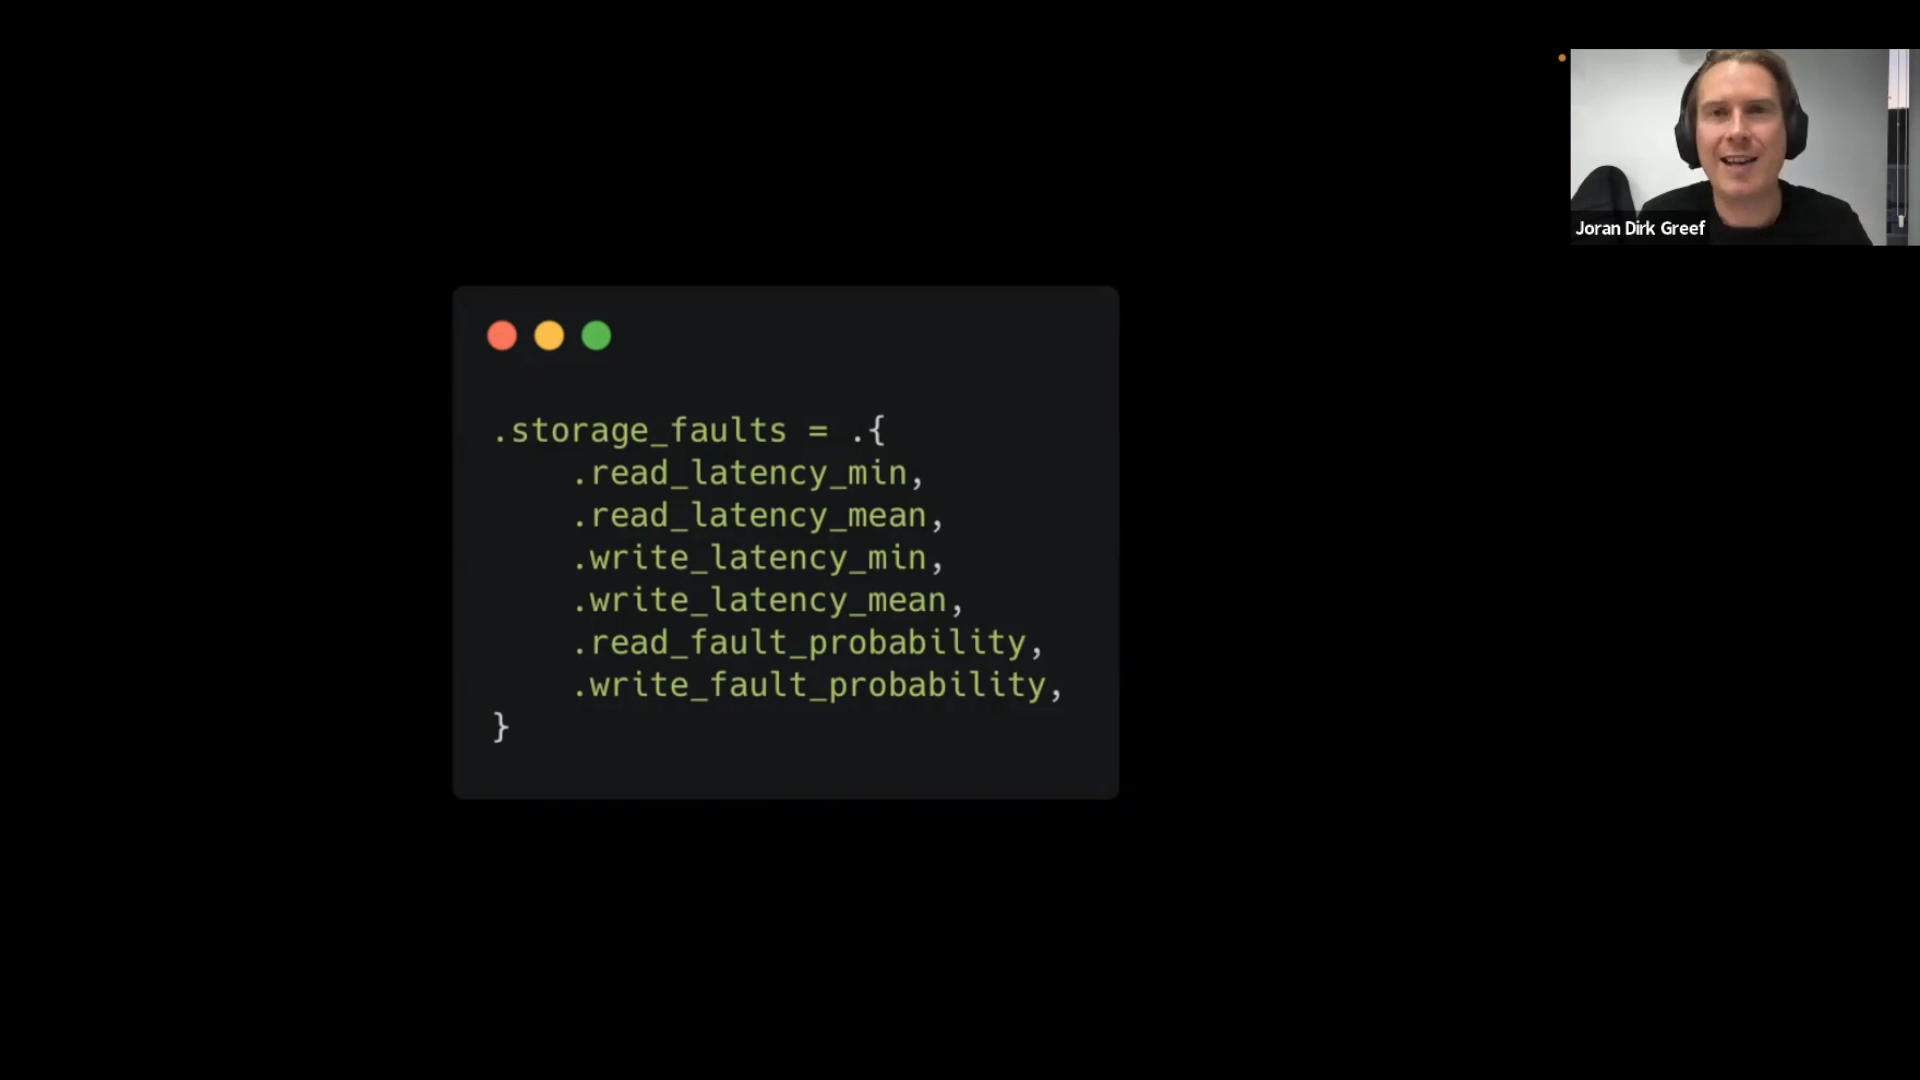 Joran Dirk Greef
.storage_faults = .{
    .read_latency_min,
    .read_latency_mean,
    .write_latency_min,
    .write_latency_mean,
    .read_fault_probability,
    .write_fault_probability,
}